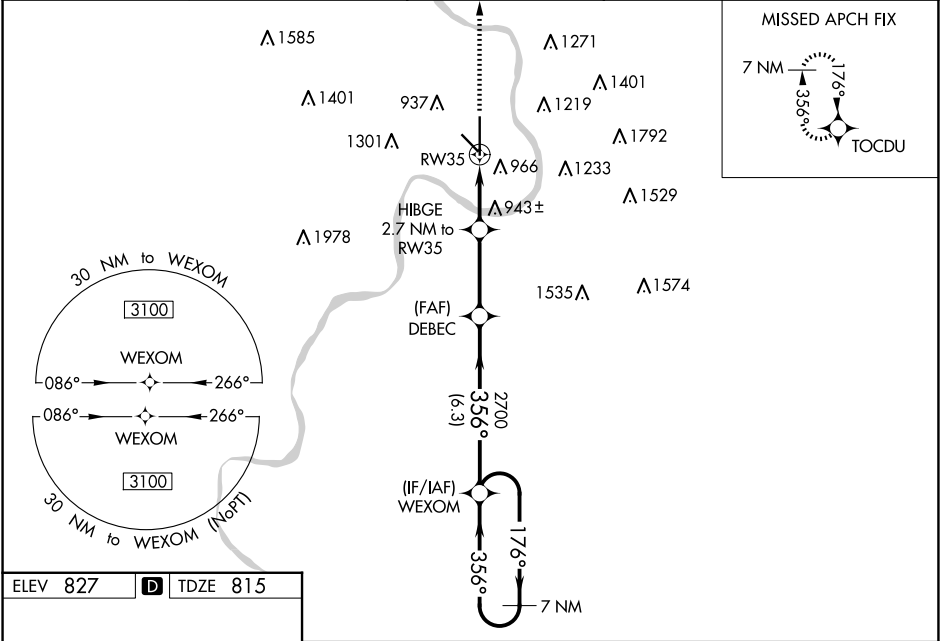 1585
1271
MISSED APCH FIX
7 NM
176°
356°
TOCDU
1401
1401
937
1219
1301
1792
RW35
966
1233
943±
1529
HIBGE
2.7 NM to
RW35
1978
30 NM to WEXOM
3100
WEXOM
086°
266°
086°
266°
WEXOM
3100
30 NM to WEXOM (NoPT)
1535
1574
(FAF)
DEBEC
2700
356°
(6.3)
(IF/IAF)
WEXOM
176°
356°
7 NM
ELEV 827 D TDZE 815